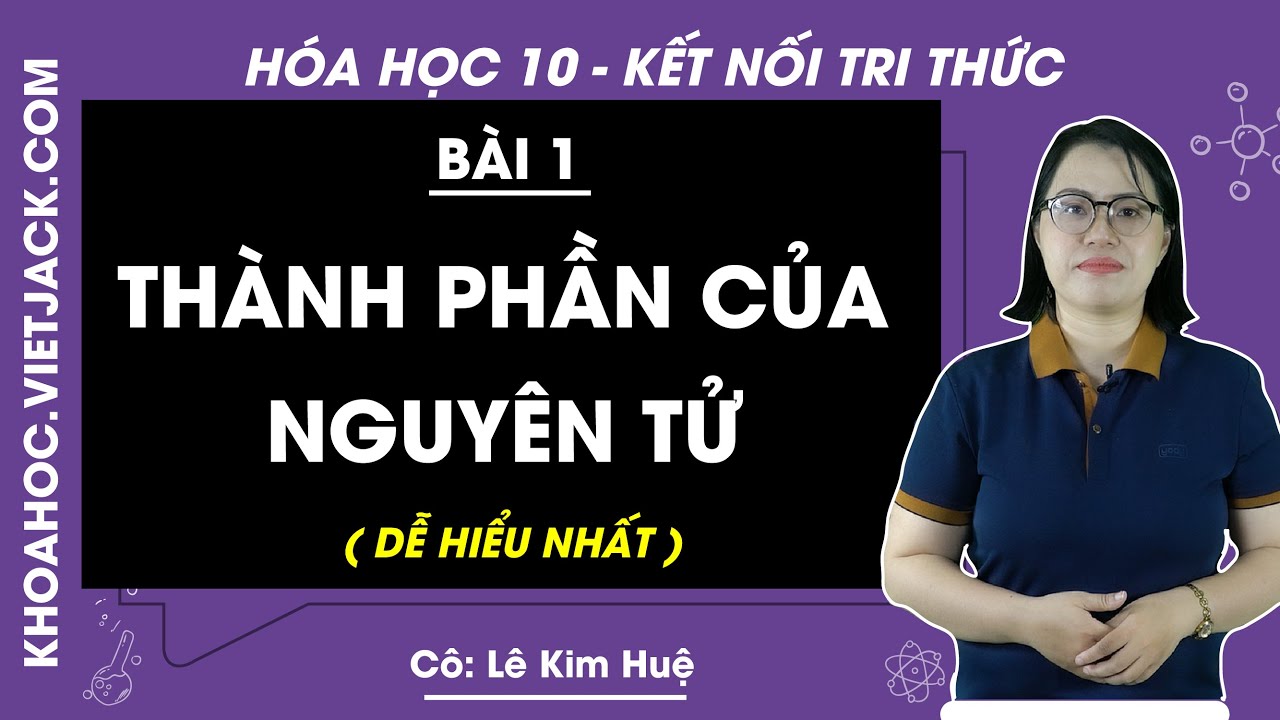 HÓA HỌC 10 - KẾT NỐI TRI THỨC
KHOAHOC.VIETJACK.COM
BÀI 1
THÀNH PHẦN CỦA
NGUYÊN TỬ
( DỄ HIỂU NHẤT )
Cô: Lê Kim Huệ